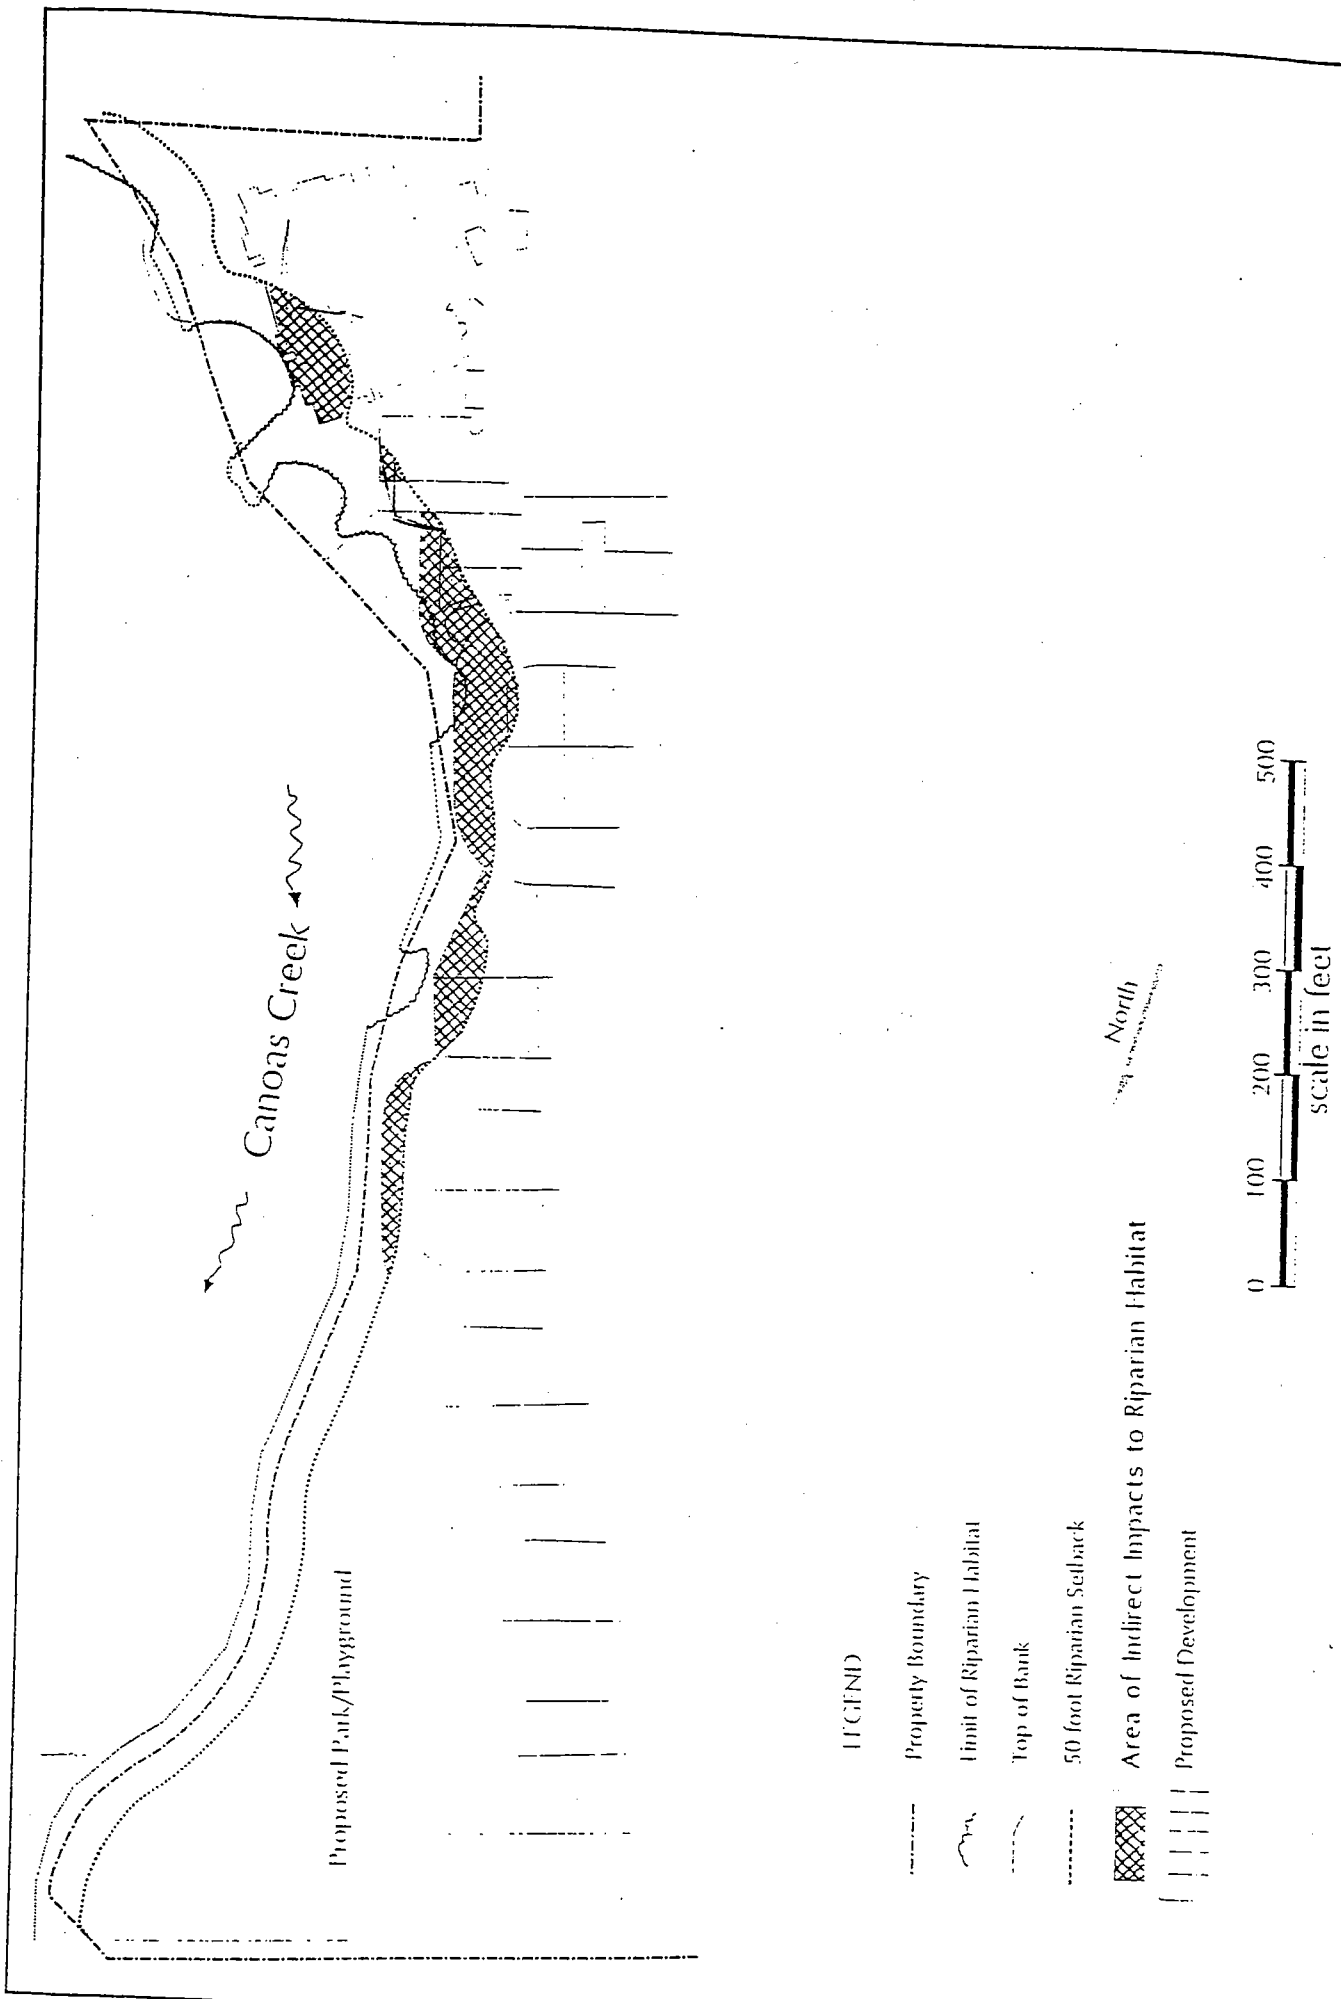 Canoas Creek
Proposed Park/Playground
LEGEND
Property Boundary
Limit of Riparian Habitat
Top of Bank
50 foot Riparian Setback
Area of Indirect Impacts to Riparian Habitat
Proposed Development
North
0 100 200 300 400 500
scale in feet